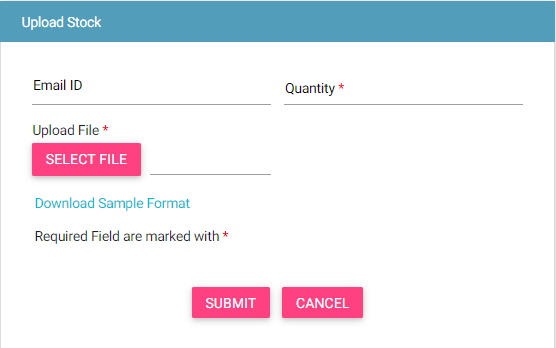 Upload Stock
Email ID
Quantity *
Upload File *
SELECT FILE
Download Sample Format
Required Field are marked with *
SUBMIT
CANCEL